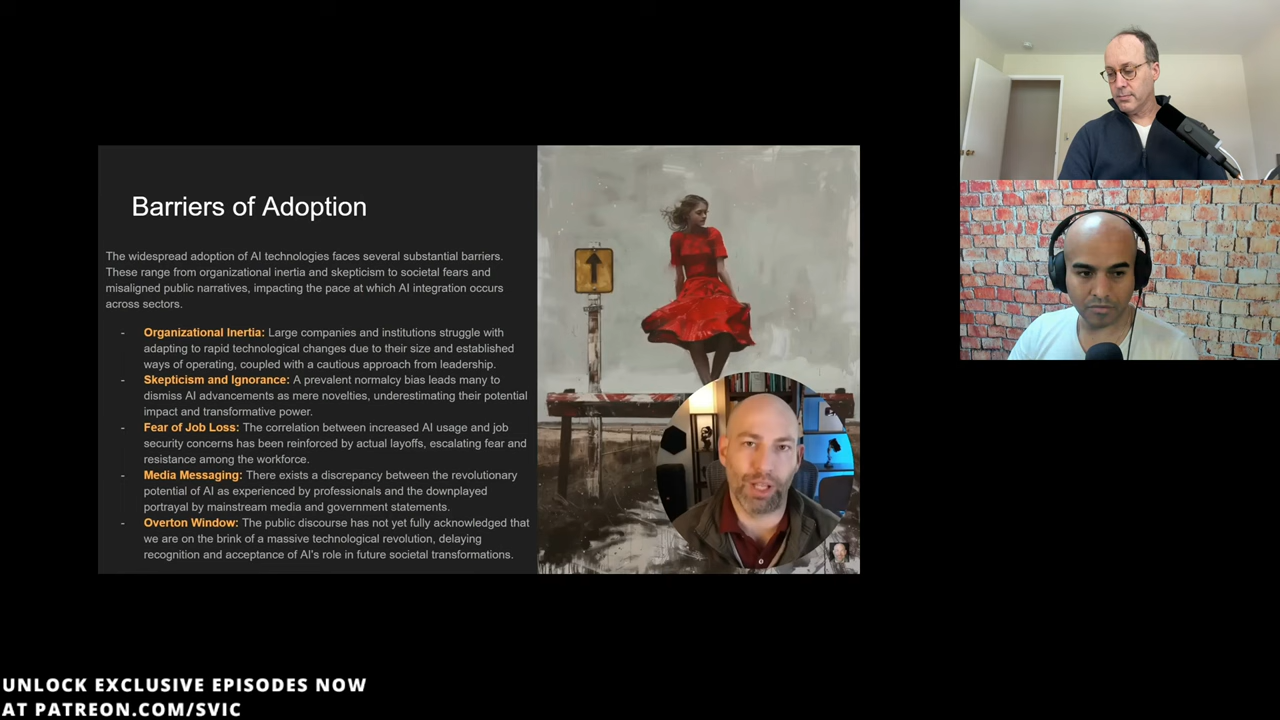 Barriers of Adoption
The widespread adoption of AI technologies faces several substantial barriers.
These range from organizational inertia and skepticism to societal fears and
misaligned public narratives, impacting the pace at which AI integration occurs
across sectors.
- Organizational Inertia: Large companies and institutions struggle with
adapting to rapid technological changes due to their size and established
ways of operating, coupled with a cautious approach from leadership.
- Skepticism and Ignorance: A prevalent normalcy bias leads many to
dismiss AI advancements as mere novelties, underestimating their potential
impact and transformative power.
- Fear of Job Loss: The correlation between increased AI usage and job
security concerns has been reinforced by actual layoffs, escalating fear and
resistance among the workforce.
- Media Messaging: There exists a discrepancy between the revolutionary
potential of AI as experienced by professionals and the downplayed
portrayal by mainstream media and government statements.
- Overton Window: The public discourse has not yet fully acknowledged that
we are on the brink of a massive technological revolution, delaying
recognition and acceptance of AI's role in future societal transformations.
UNLOCK EXCLUSIVE EPISODES NOW
AT PATREON.COM/SVIC